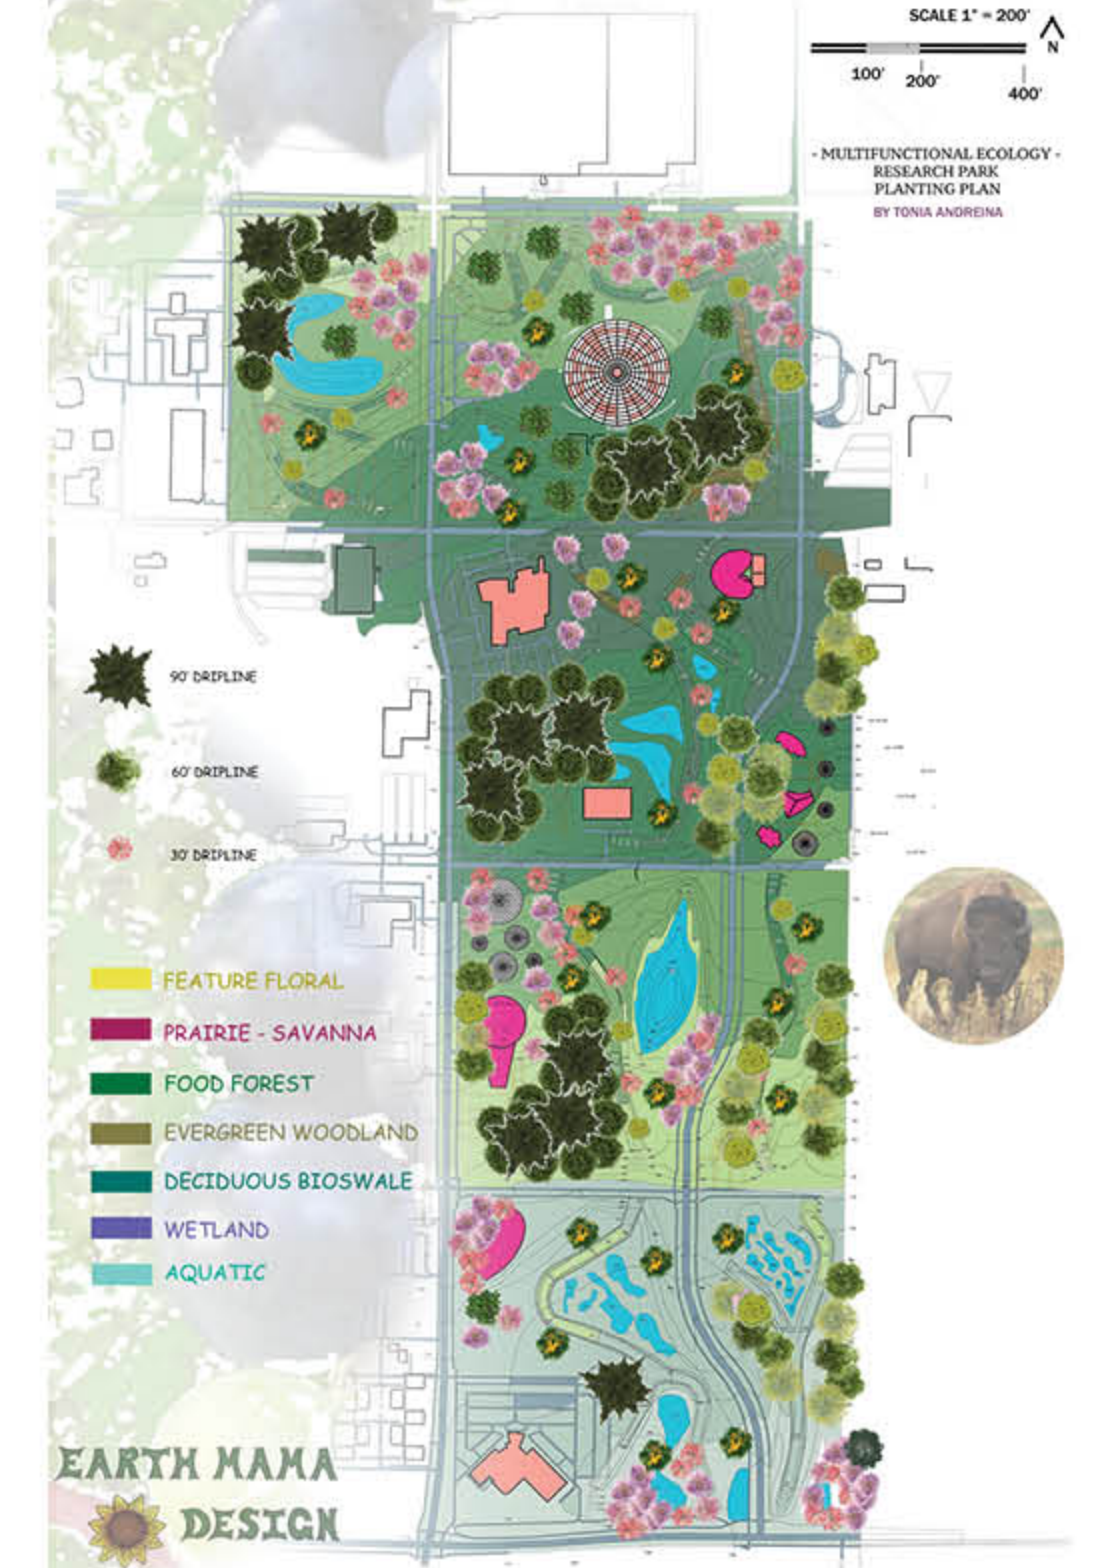 SCALE 1" = 200'
N
100' 200' 400'
- MULTIFUNCTIONAL ECOLOGY -
RESEARCH PARK
PLANTING PLAN
BY TONIA ANDREINA
90' DRIPLINE
60' DRIPLINE
30' DRIPLINE
FEATURE FLORAL
PRAIRIE - SAVANNA
FOOD FOREST
EVERGREEN WOODLAND
DECIDUOUS BIOSWALE
WETLAND
AQUATIC
EARTH MAMA
DESIGN